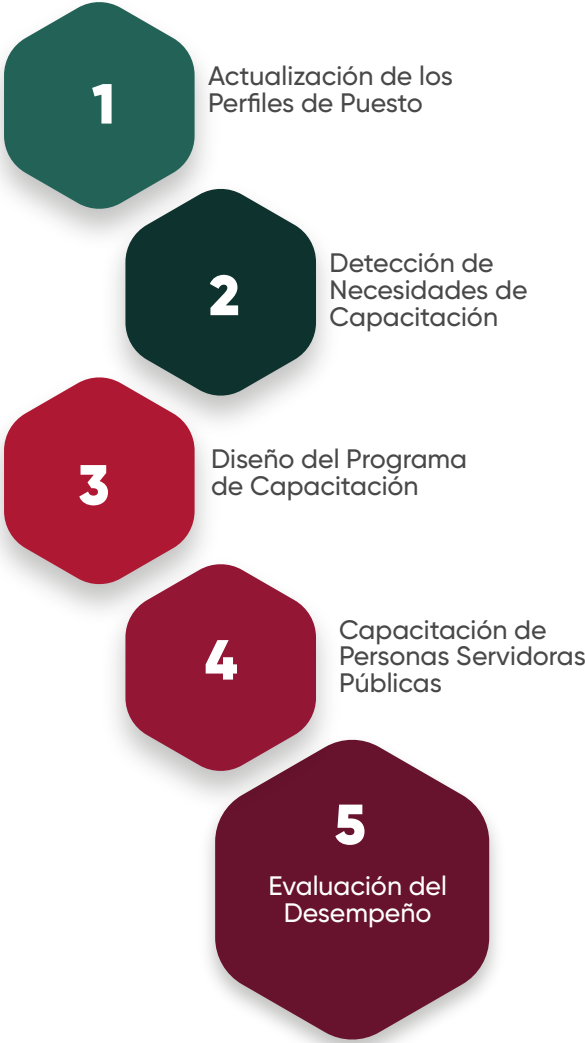 1
Actualización de los
Perfiles de Puesto
2
Detección de
Necesidades de
Capacitación
3
Diseño del Programa
de Capacitación
4
Capacitación de
Personas Servidoras
Públicas
5
Evaluación del
Desempeño